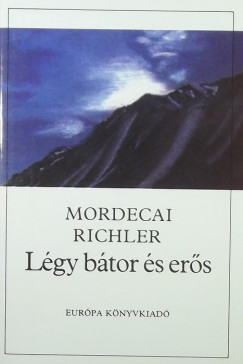 MORDECAI
RICHLER
Légy bátor és erős
EURÓPA KÖNYVKIADÓ